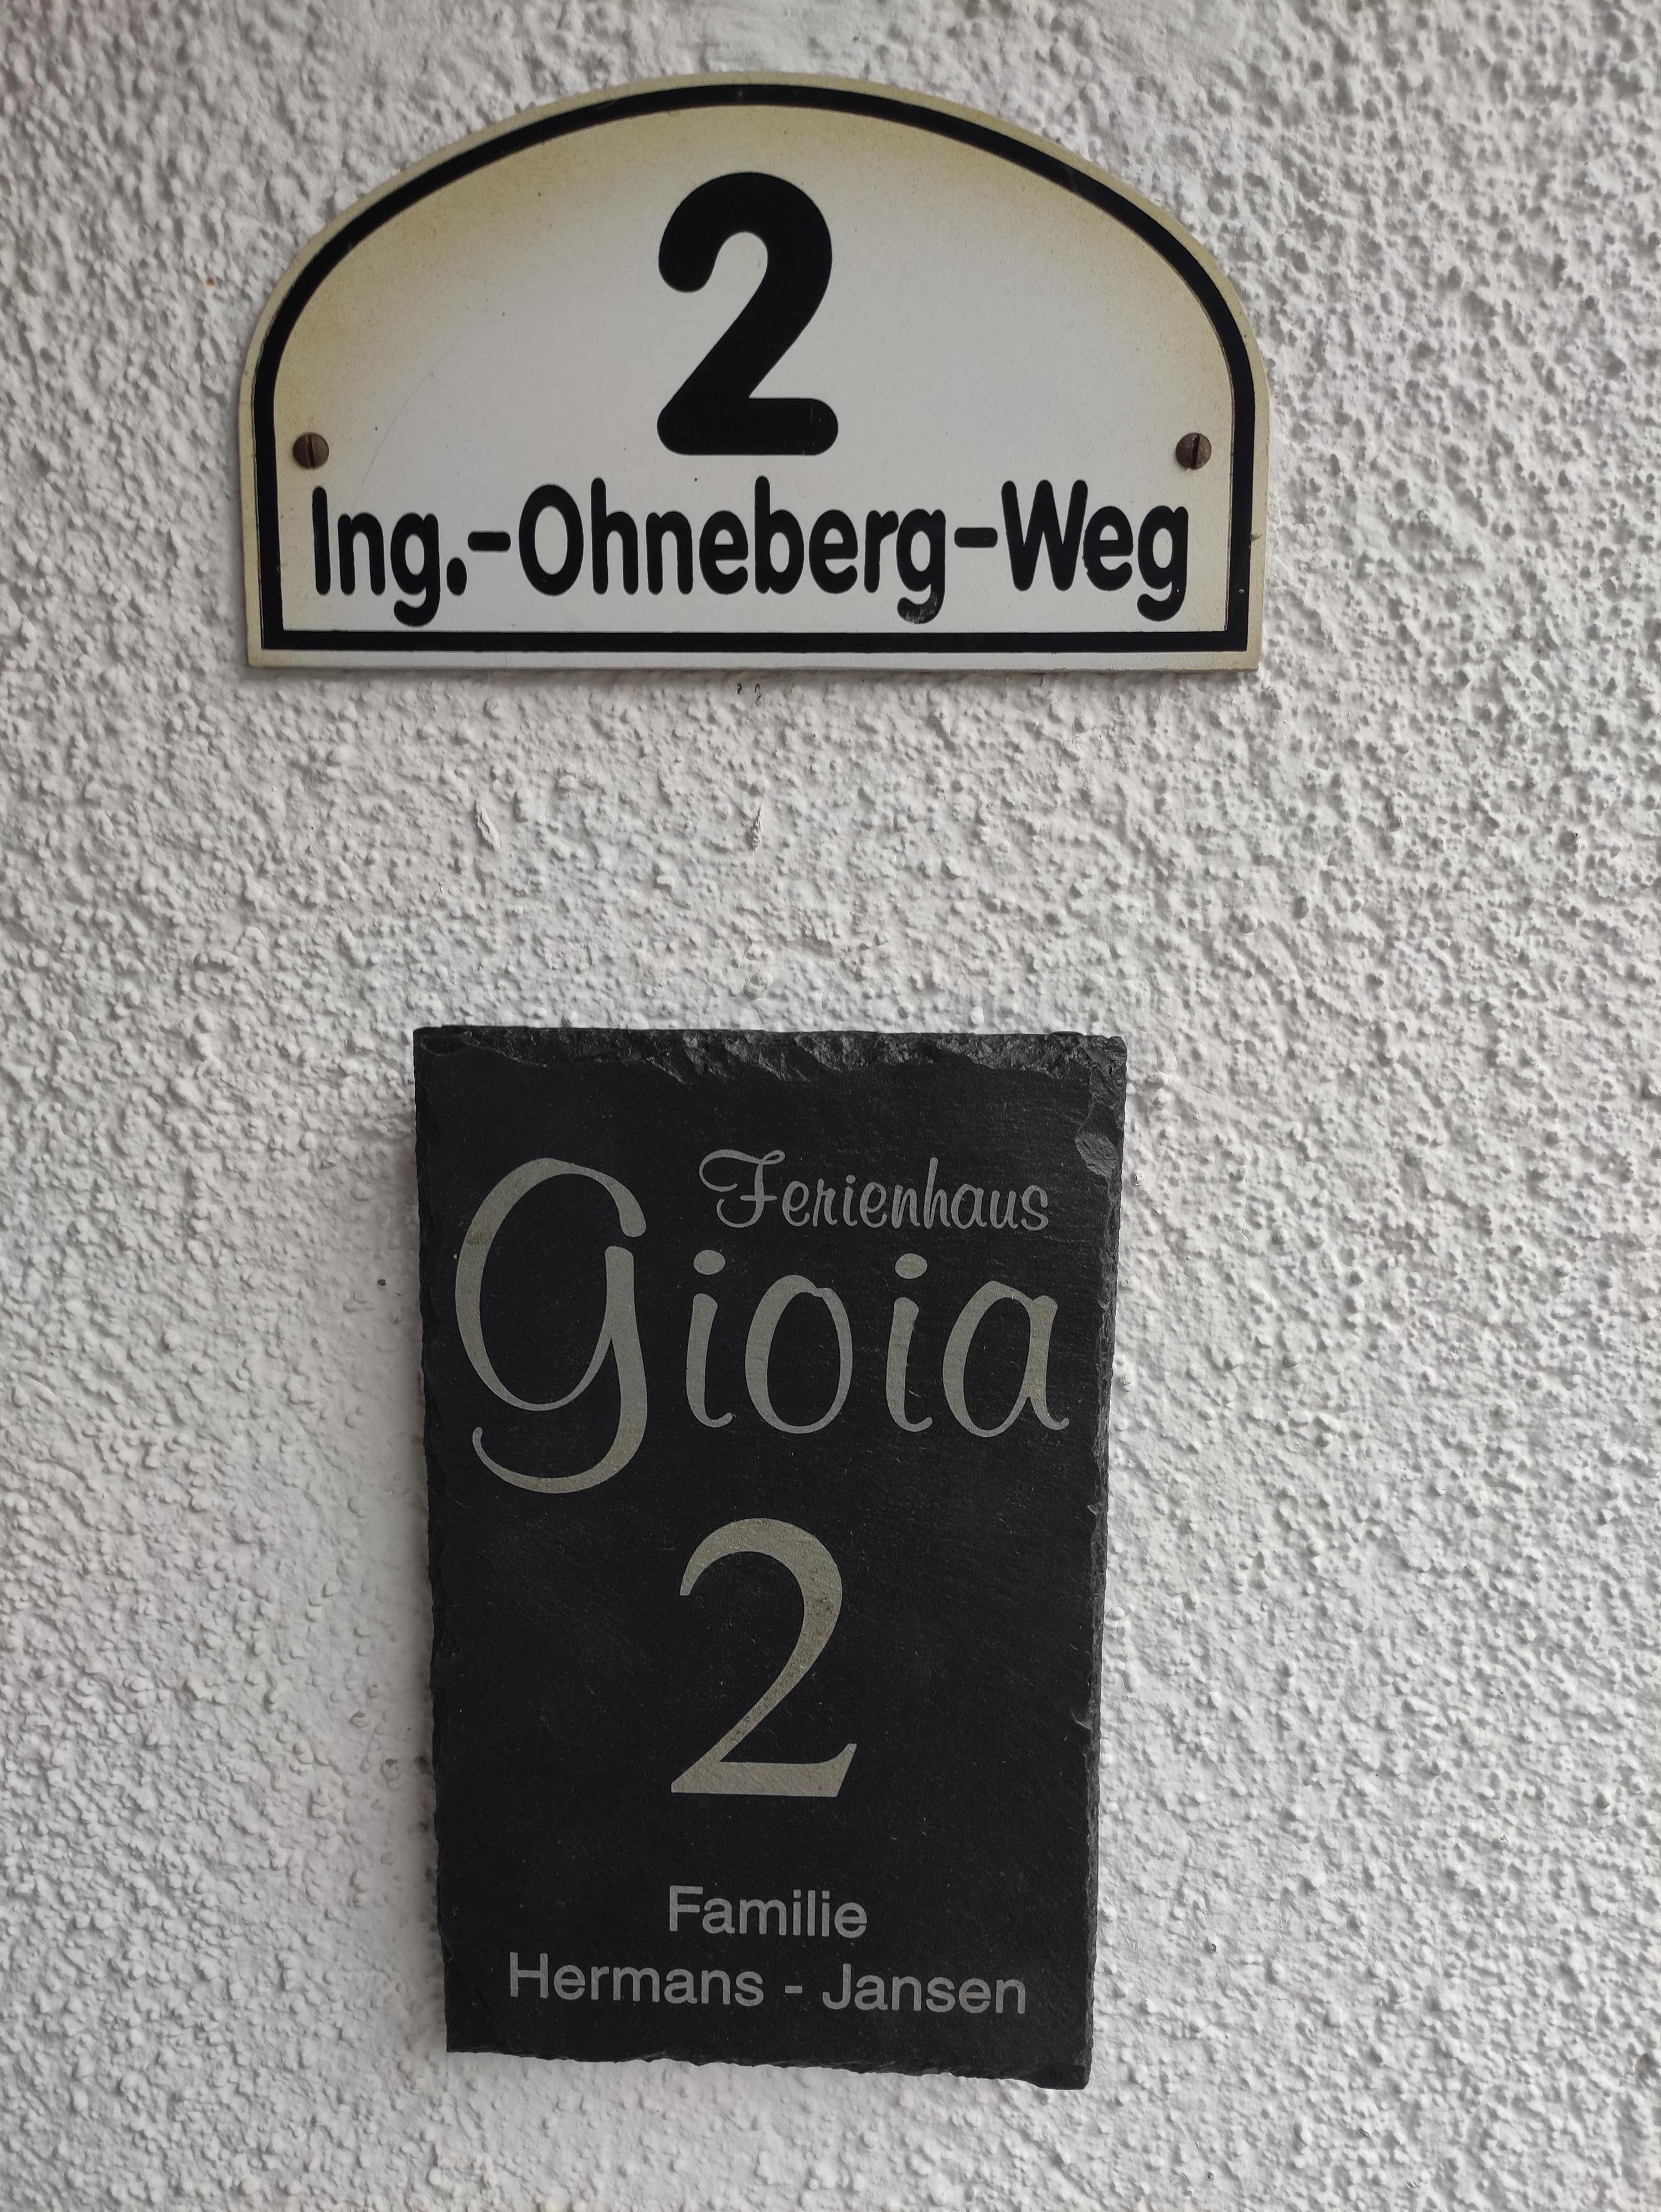 2
Ing.-Ohneberg-Weg
Ferienhaus
Gioia
2
Familie
Hermans - Jansen